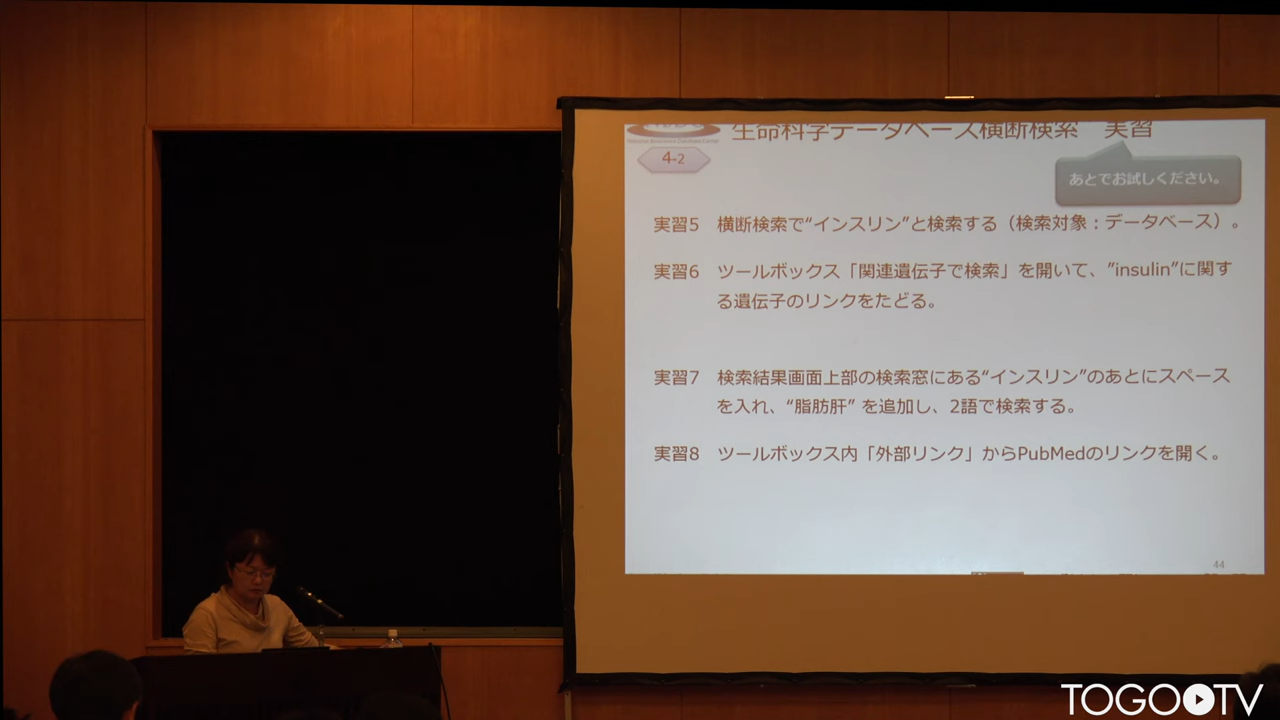 生命科学データベース横断検索 実習
4-2
あとでお試しください。
実習5 横断検索で“インスリン”と検索する（検索対象：データベース）。
実習6 ツールボックス「関連遺伝子で検索」を開いて、”insulin”に関す
る遺伝子のリンクをたどる。
実習7 検索結果画面上部の検索窓にある“インスリン”のあとにスペース
を入れ、“脂肪肝” を追加し、2語で検索する。
実習8 ツールボックス内「外部リンク」からPubMedのリンクを開く。
44
TOGOTV